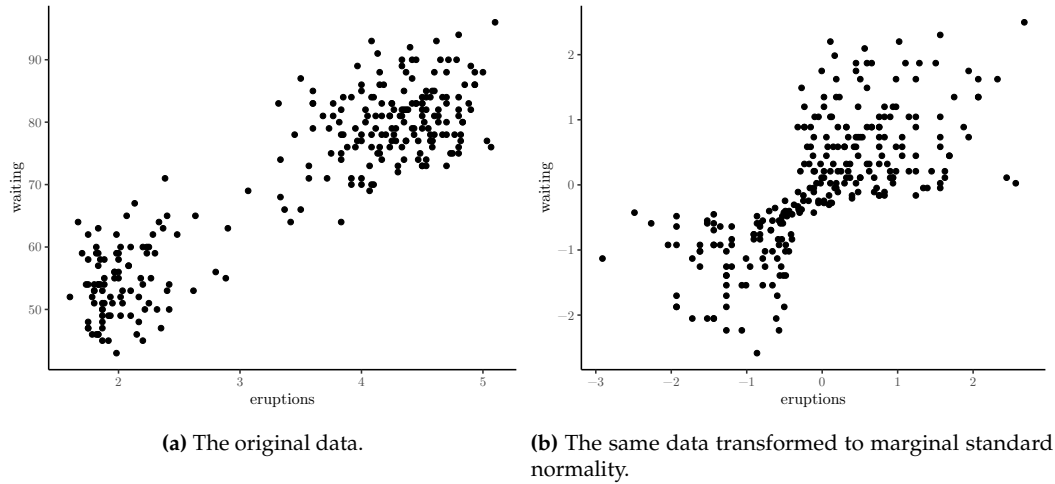 90
80
70
60
50
waiting
2
3
4
5
eruptions
2
1
0
−1
−2
waiting
−3
−2
−1
0
1
2
eruptions
(a) The original data.
(b) The same data transformed to marginal standard
normality.